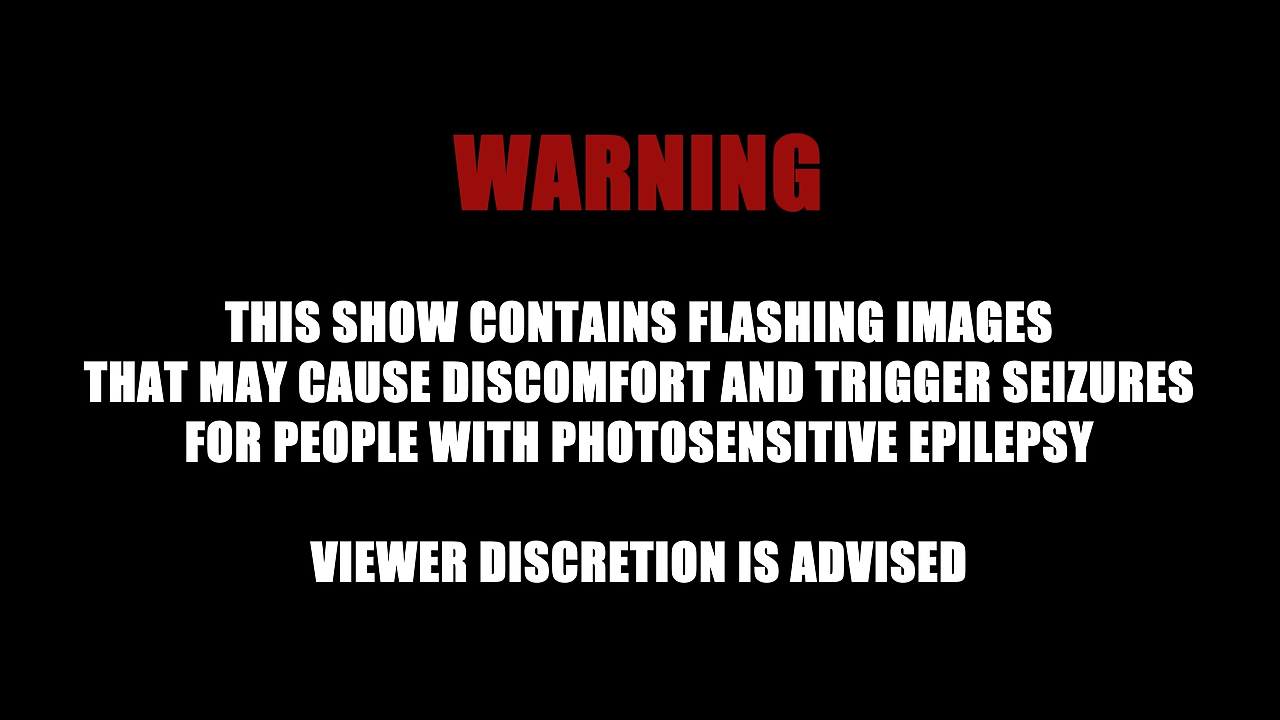 WARNING
THIS SHOW CONTAINS FLASHING IMAGES
THAT MAY CAUSE DISCOMFORT AND TRIGGER SEIZURES
FOR PEOPLE WITH PHOTOSENSITIVE EPILEPSY
VIEWER DISCRETION IS ADVISED